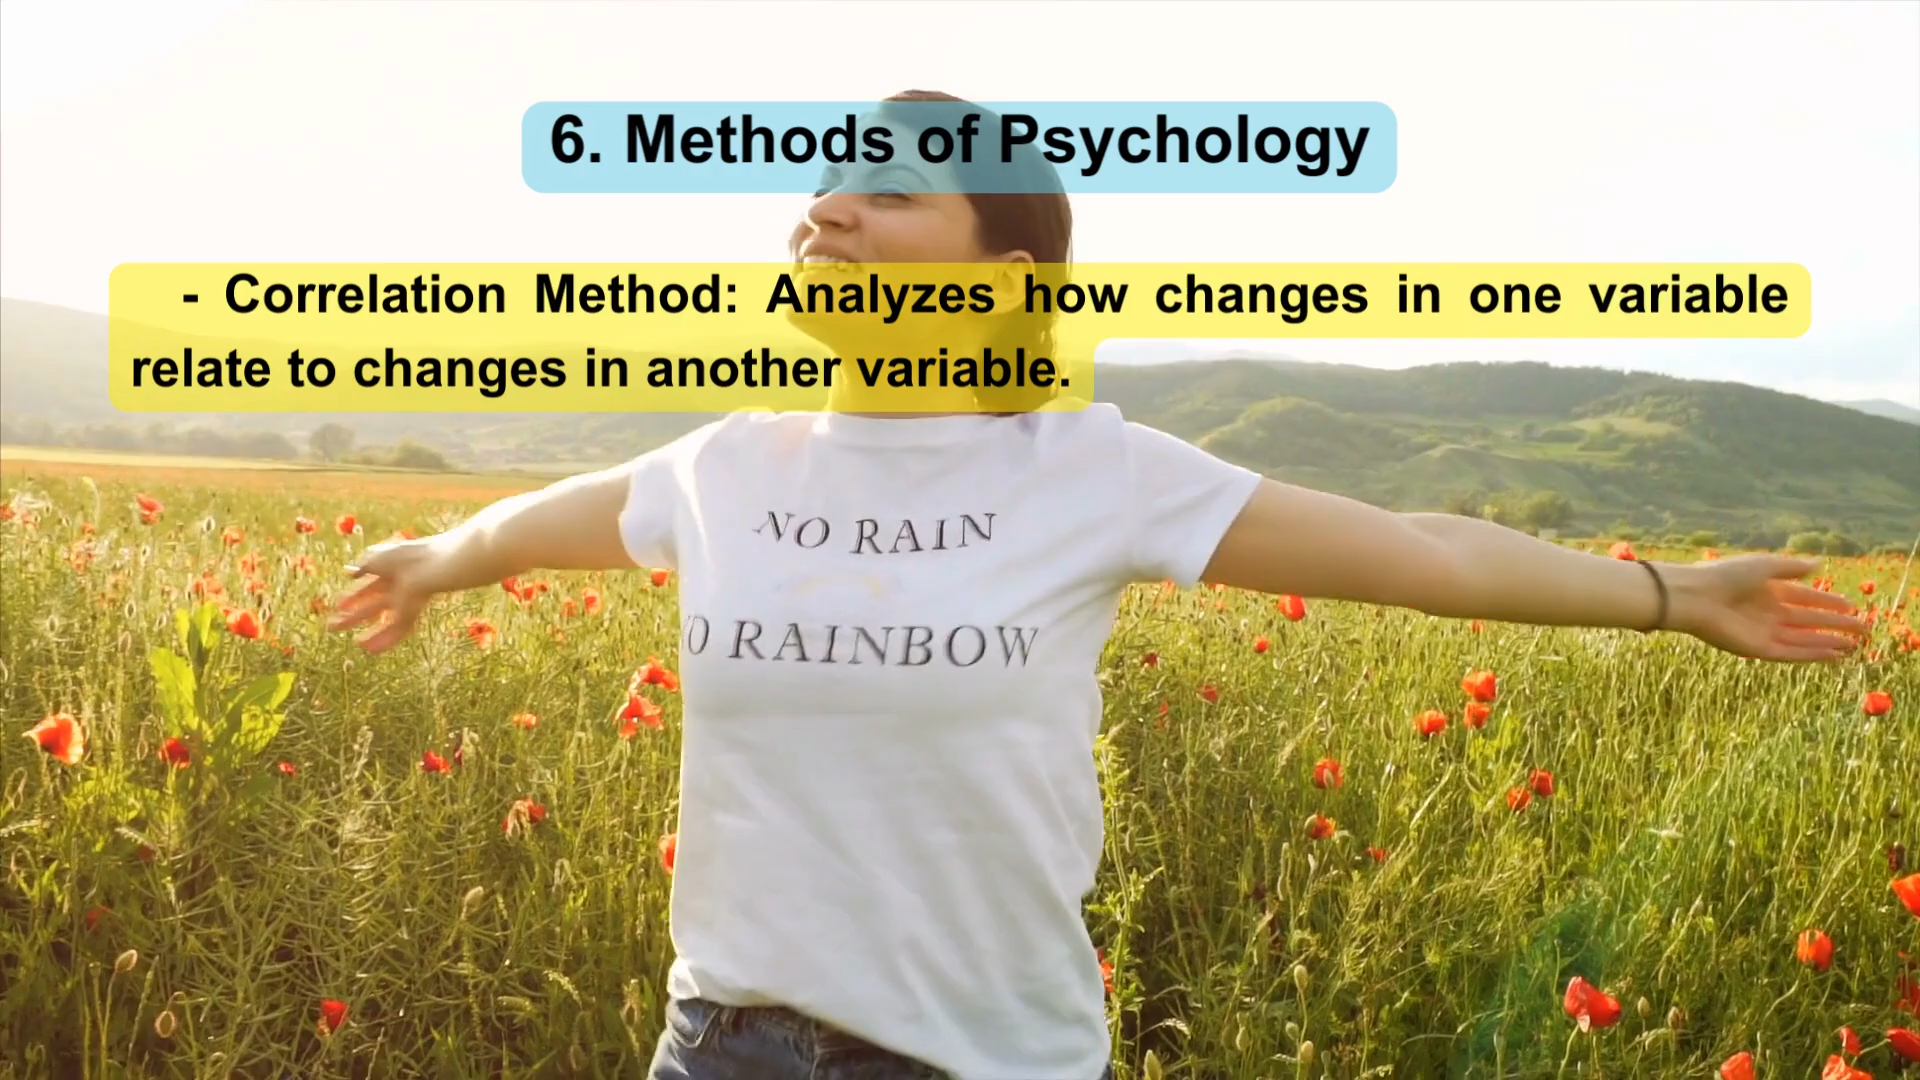 6. Methods of Psychology
- Correlation Method: Analyzes how changes in one variable
relate to changes in another variable.
NO RAIN
RAINBOW